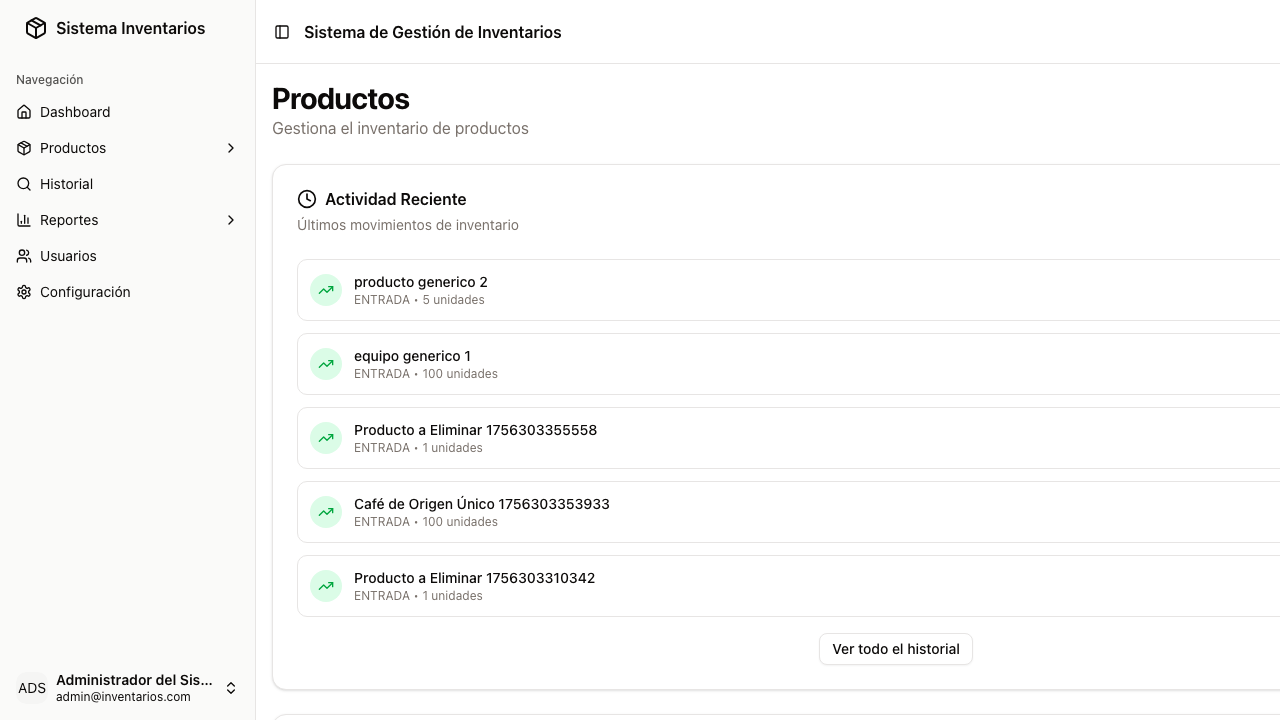 Sistema Inventarios
Navegación
Dashboard
Productos
Historial
Reportes
Usuarios
Configuración
ADS
Administrador del Sis...
admin@inventarios.com
Sistema de Gestión de Inventarios
Productos
Gestiona el inventario de productos
Actividad Reciente
Últimos movimientos de inventario
producto generico 2
ENTRADA • 5 unidades
equipo generico 1
ENTRADA • 100 unidades
Producto a Eliminar 1756303355558
ENTRADA • 1 unidades
Café de Origen Único 1756303353933
ENTRADA • 100 unidades
Producto a Eliminar 1756303310342
ENTRADA • 1 unidades
Ver todo el historial